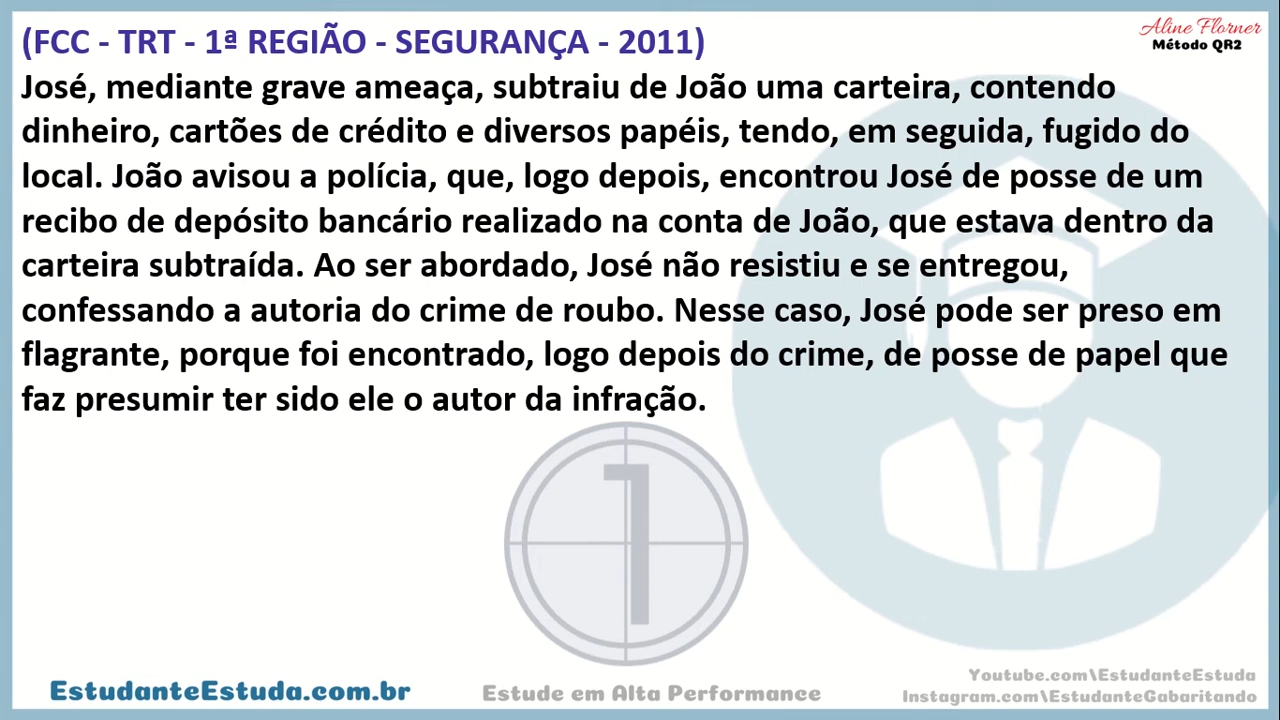 (FCC - TRT - 1ª REGIÃO - SEGURANÇA - 2011)
Aline Florner
Método QR2
José, mediante grave ameaça, subtraiu de João uma carteira, contendo
dinheiro, cartões de crédito e diversos papéis, tendo, em seguida, fugido do
local. João avisou a polícia, que, logo depois, encontrou José de posse de um
recibo de depósito bancário realizado na conta de João, que estava dentro da
carteira subtraída. Ao ser abordado, José não resistiu e se entregou,
confessando a autoria do crime de roubo. Nesse caso, José pode ser preso em
flagrante, porque foi encontrado, logo depois do crime, de posse de papel que
faz presumir ter sido ele o autor da infração.
1
EstudanteEstuda.com.br
Estude em Alta Performance
Youtube.com\EstudanteEstuda
Instagram.com\EstudanteGabaritando